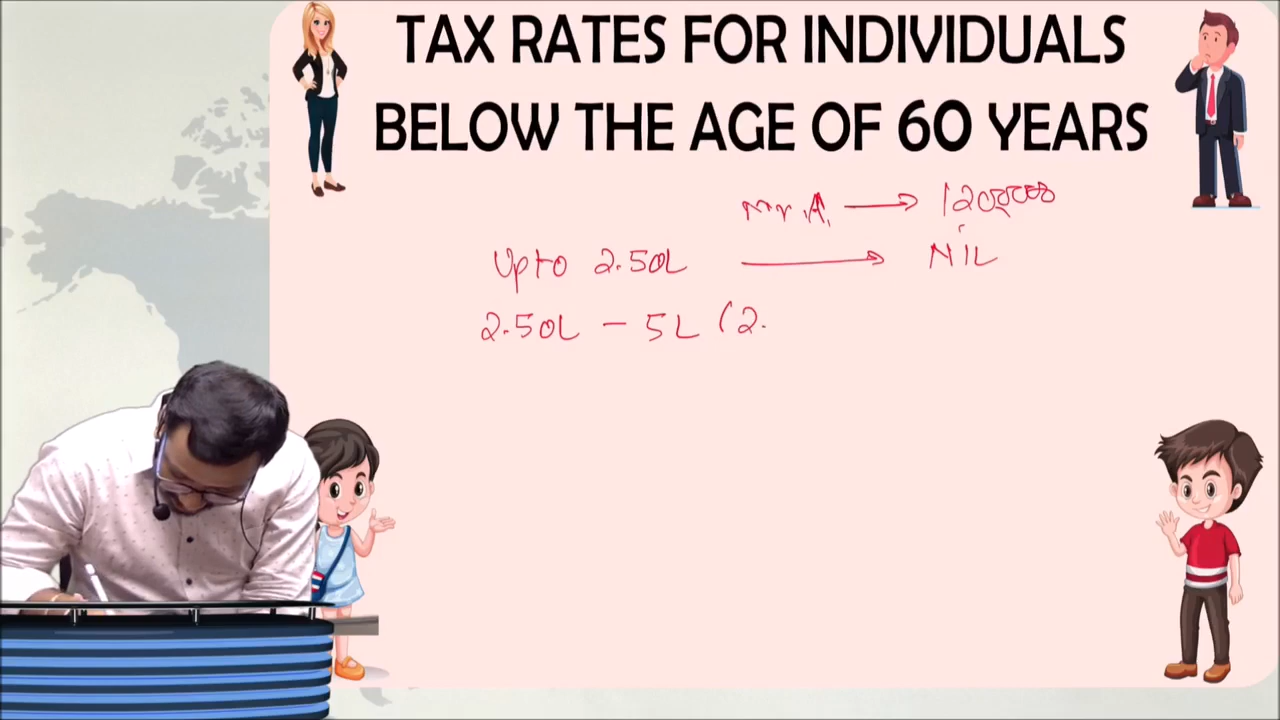 TAX RATES FOR INDIVIDUALS
BELOW THE AGE OF 60 YEARS
Mr. A. → 1200000
Upto 2.50L → NIL
2.50L - 5L (2.